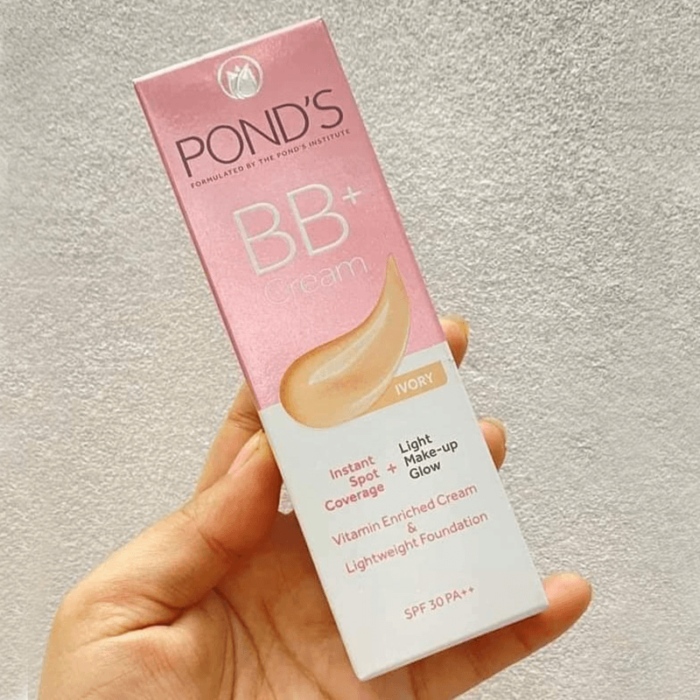 POND'S
FORMULATED BY THE POND'S INSTITUTE
BB+
Cream
IVORY
Instant
Spot
Coverage
+
Light
Make-up
Glow
Vitamin Enriched Cream
&
Lightweight Foundation
SPF 30 PA++